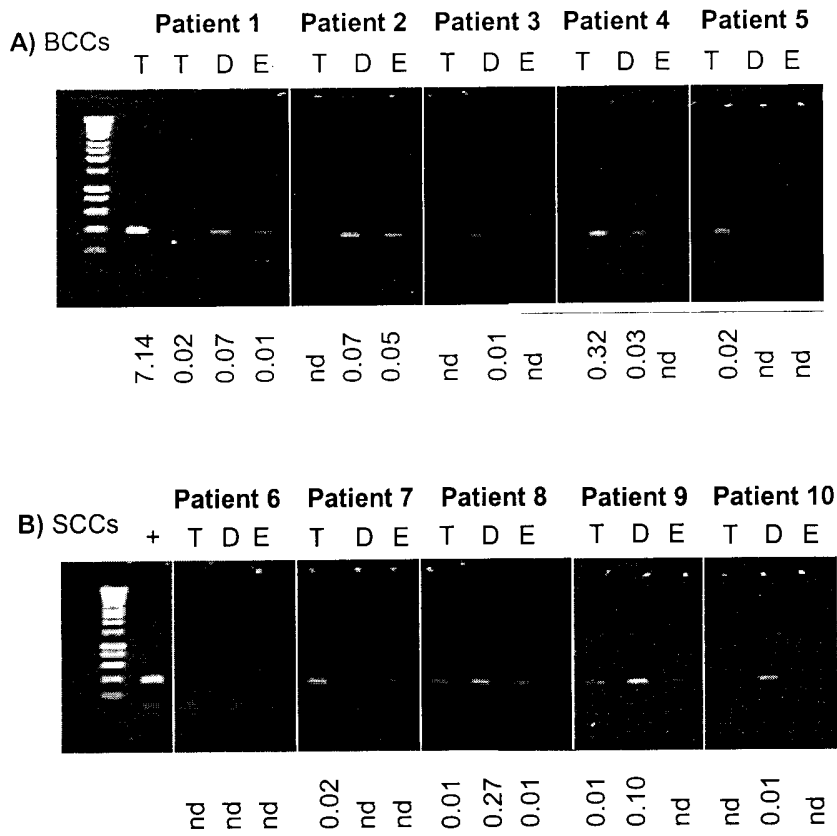 Patient 1 Patient 2 Patient 3 Patient 4 Patient 5
A) BCCs
T T D E T D E T D E T D E T D E
7.14 0.02 0.07 0.01 nd 0.07 0.05 nd 0.01 nd 0.32 0.03 nd 0.02 nd nd
Patient 6 Patient 7 Patient 8 Patient 9 Patient 10
B) SCCs
+ T D E T D E T D E T D E T D E
nd nd nd 0.02 nd nd 0.01 0.27 0.01 0.01 0.10 nd nd 0.01 nd